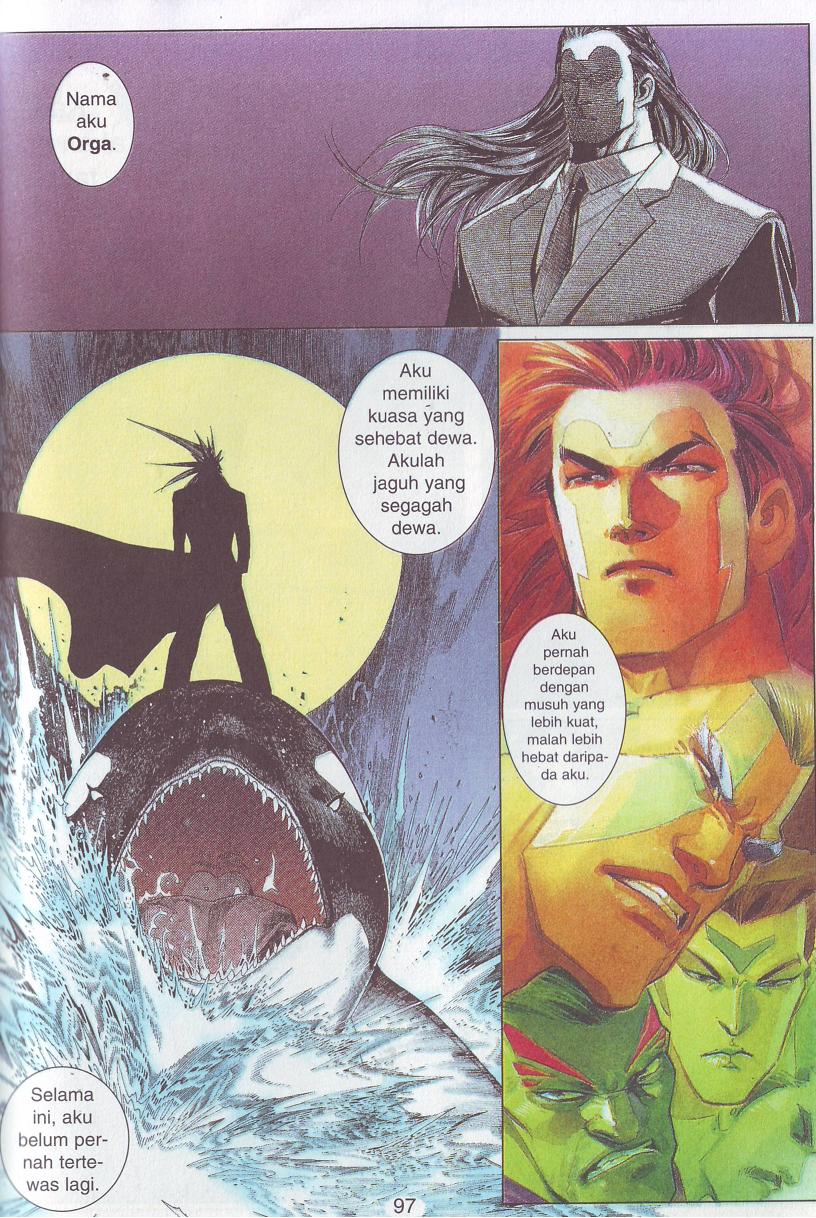 Nama
aku
Orga.
Aku
memiliki
kuasa yang
sehebat dewa.
Akulah
jaguh yang
segagah
dewa.
Aku
pernah
berdepan
dengan
musuh yang
lebih kuat,
malah lebih
hebat daripa-
da aku.
Selama
ini, aku
belum per-
nah terte-
was lagi.
97